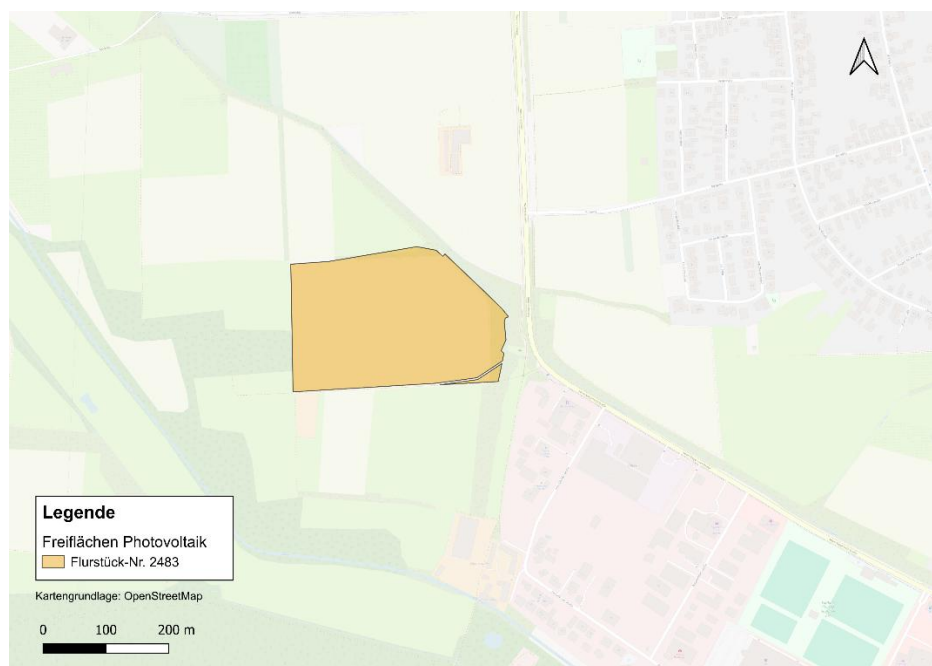 Legende
Freiflächen Photovoltaik
Flurstück-Nr. 2483
Kartengrundlage: OpenStreetMap
0 100 200 m